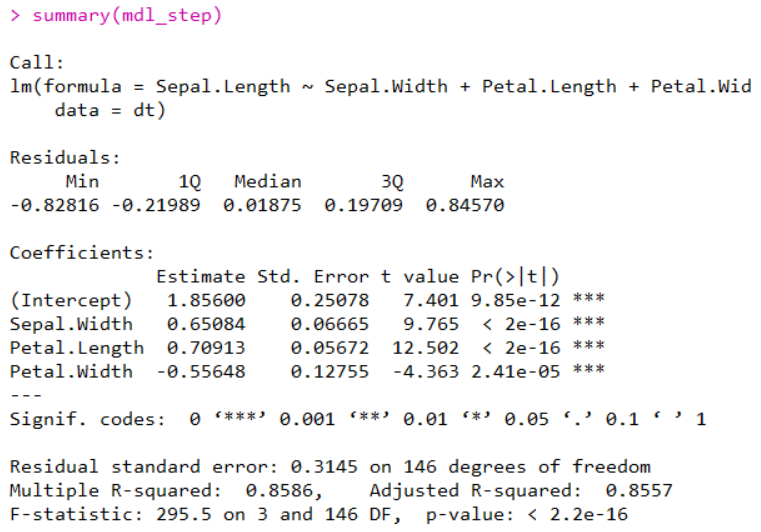 > summary(mdl_step)
Call:
lm(formula = Sepal.Length ~ Sepal.Width + Petal.Length + Petal.Wid
data = dt)
Residuals:
Min 1Q Median 3Q Max
-0.82816 -0.21989 0.01875 0.19709 0.84570
Coefficients:
Estimate Std. Error t value Pr(>|t|)
(Intercept) 1.85600 0.25078 7.401 9.85e-12 ***
Sepal.Width 0.65084 0.06665 9.765 < 2e-16 ***
Petal.Length 0.70913 0.05672 12.502 < 2e-16 ***
Petal.Width -0.55648 0.12755 -4.363 2.41e-05 ***
---
Signif. codes: 0 ‘***’ 0.001 ‘**’ 0.01 ‘*’ 0.05 ‘.’ 0.1 ‘ ’ 1
Residual standard error: 0.3145 on 146 degrees of freedom
Multiple R-squared: 0.8586, Adjusted R-squared: 0.8557
F-statistic: 295.5 on 3 and 146 DF, p-value: < 2.2e-16